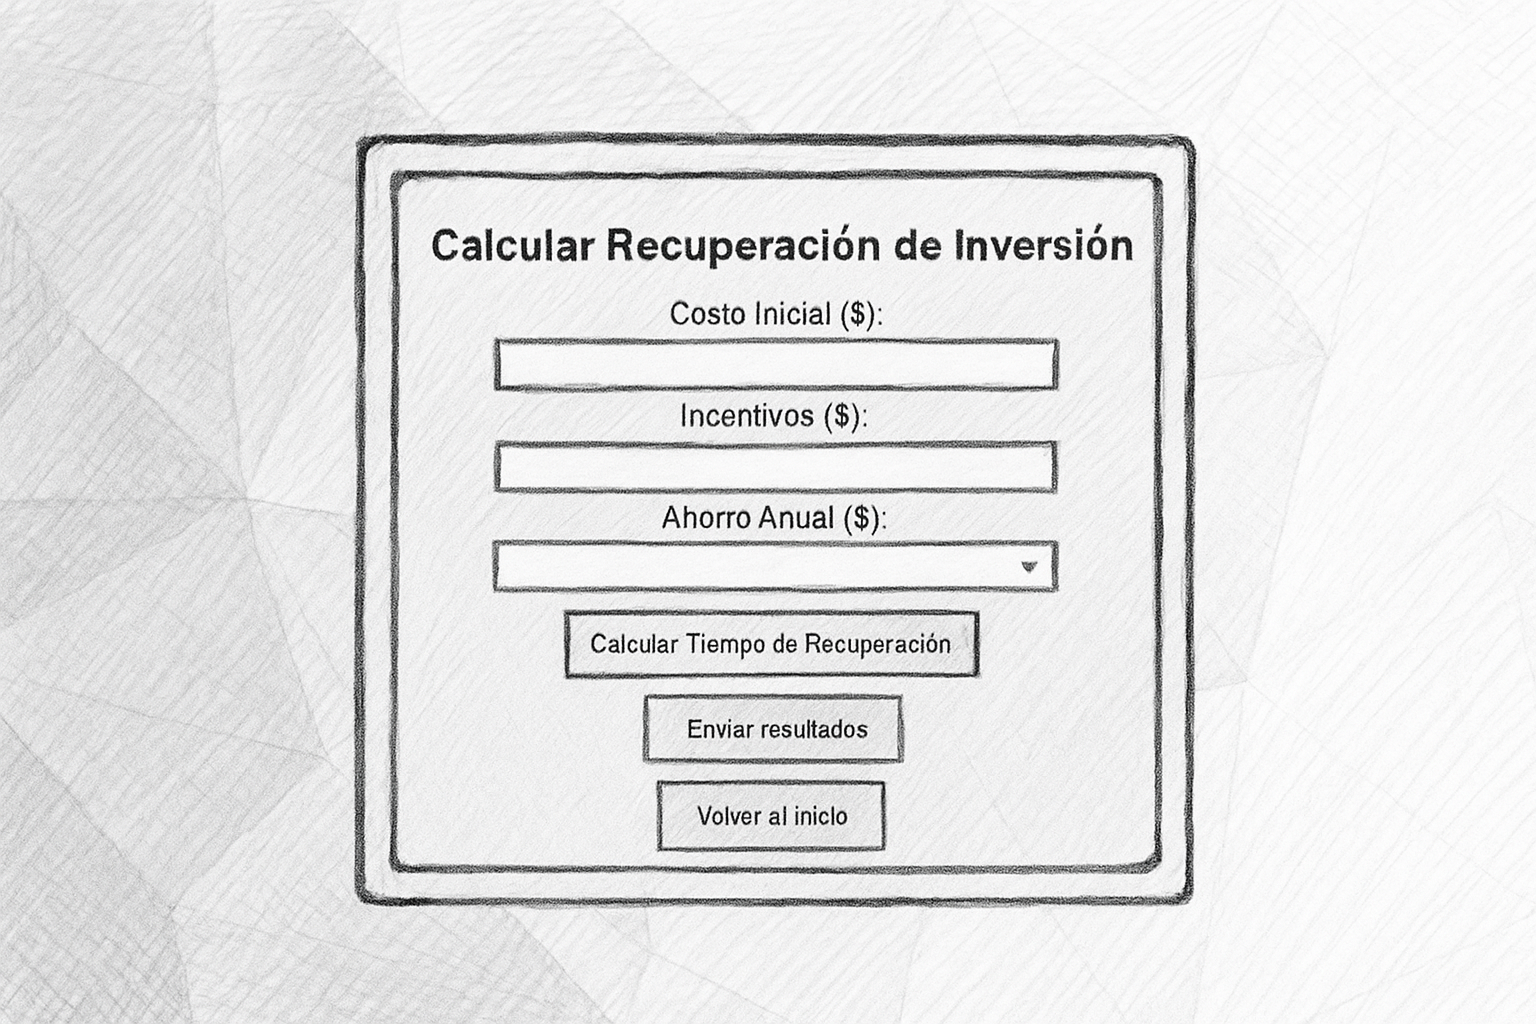 Calcular Recuperación de Inversión
Costo Inicial ($):
Incentivos ($):
Ahorro Anual ($):
Calcular Tiempo de Recuperación
Enviar resultados
Volver al iniclo